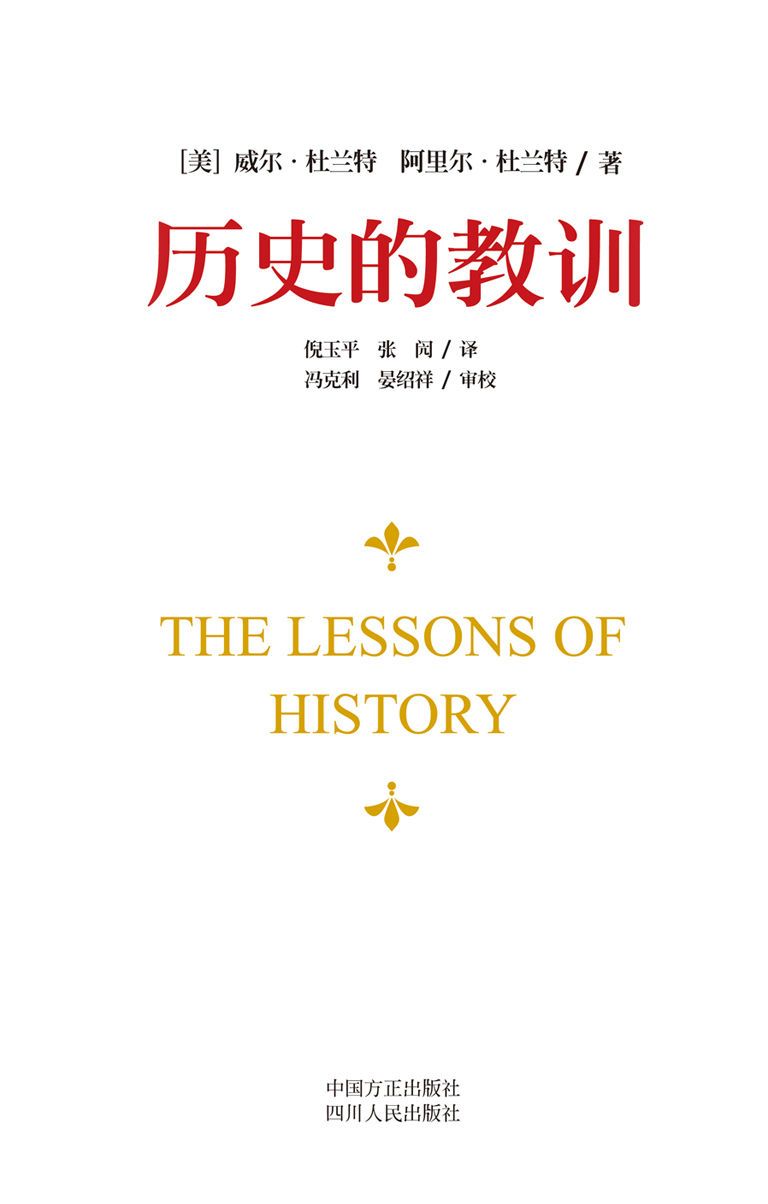 [美] 威尔·杜兰特 阿里尔·杜兰特 / 著
历史的教训
倪玉平 张 闶 / 译
冯克利 晏绍祥 / 审校
THE LESSONS OF
HISTORY
中国方正出版社
四川人民出版社